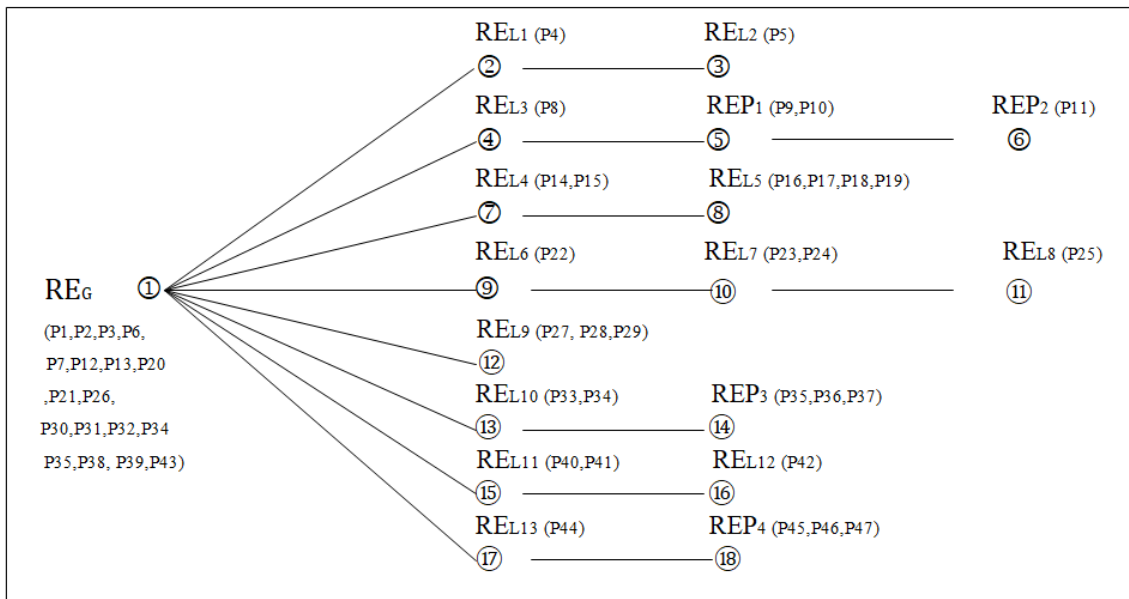 REL1 (P4) REL2 (P5)
② ③
REL3 (P8) REP1 (P9,P10) REP2 (P11)
④ ⑤ ⑥
REL4 (P14,P15) REL5 (P16,P17,P18,P19)
⑦ ⑧
REL6 (P22) REL7 (P23,P24) REL8 (P25)
REG ① ⑨ ⑩ ⑪
(P1,P2,P3,P6,
P7,P12,P13,P20
,P21,P26,
P30,P31,P32,P34
P35,P38, P39,P43)
REL9 (P27, P28,P29)
⑫
REL10 (P33,P34) REP3 (P35,P36,P37)
⑬ ⑭
REL11 (P40,P41) REL12 (P42)
⑮ ⑯
REL13 (P44) REP4 (P45,P46,P47)
⑰ ⑱